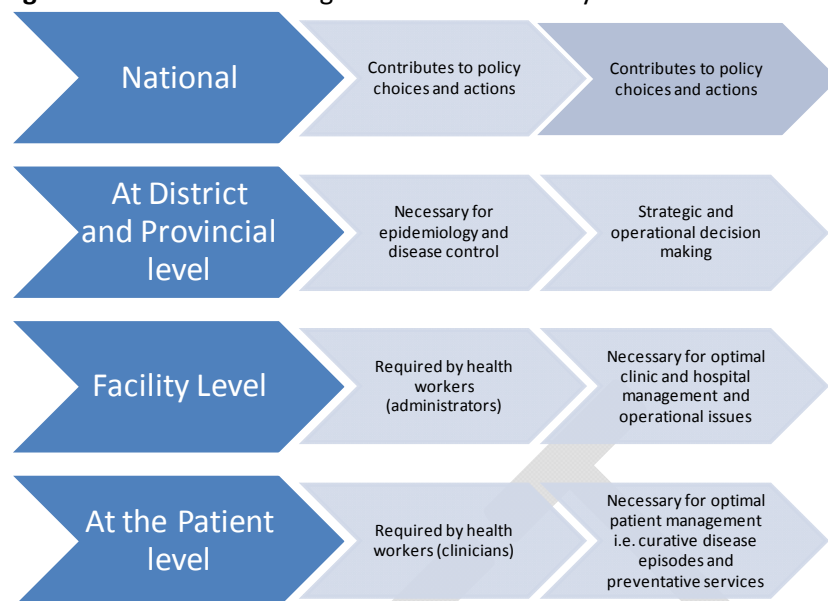 National
Contributes to policy
choices and actions
Contributes to policy
choices and actions
At District
and Provincial
level
Necessary for
epidemiology and
disease control
Strategic and
operational decision
making
Facility Level
Required by health
workers
(administrators)
Necessary for optimal
clinic and hospital
management and
operational issues
At the Patient
level
Required by health
workers (clinicians)
Necessary for optimal
patient management
i.e. curative disease
episodes and
preventative services